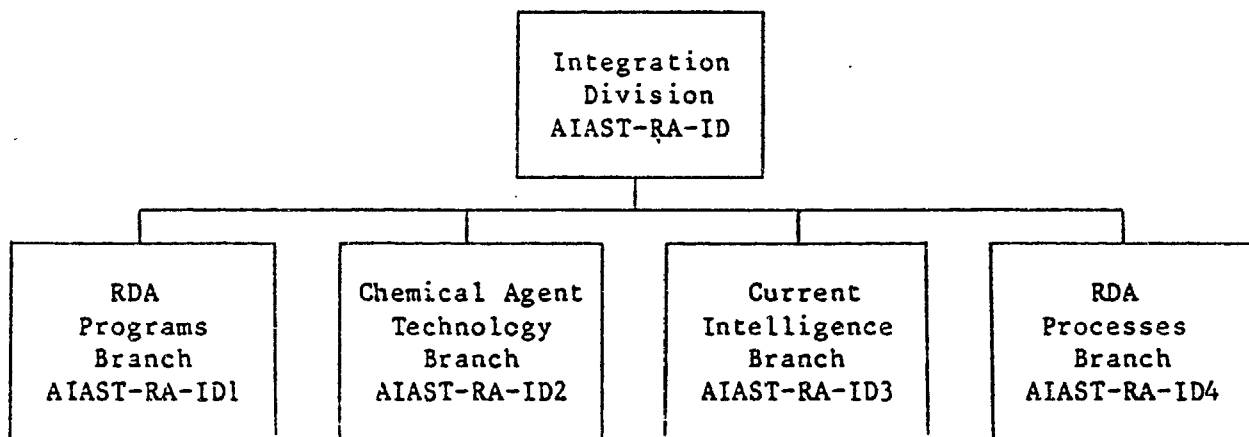 Integration
Division
AIAST-RA-ID
RDA
Programs
Branch
AIAST-RA-ID1
Chemical Agent
Technology
Branch
AIAST-RA-ID2
Current
Intelligence
Branch
AIAST-RA-ID3
RDA
Processes
Branch
AIAST-RA-ID4